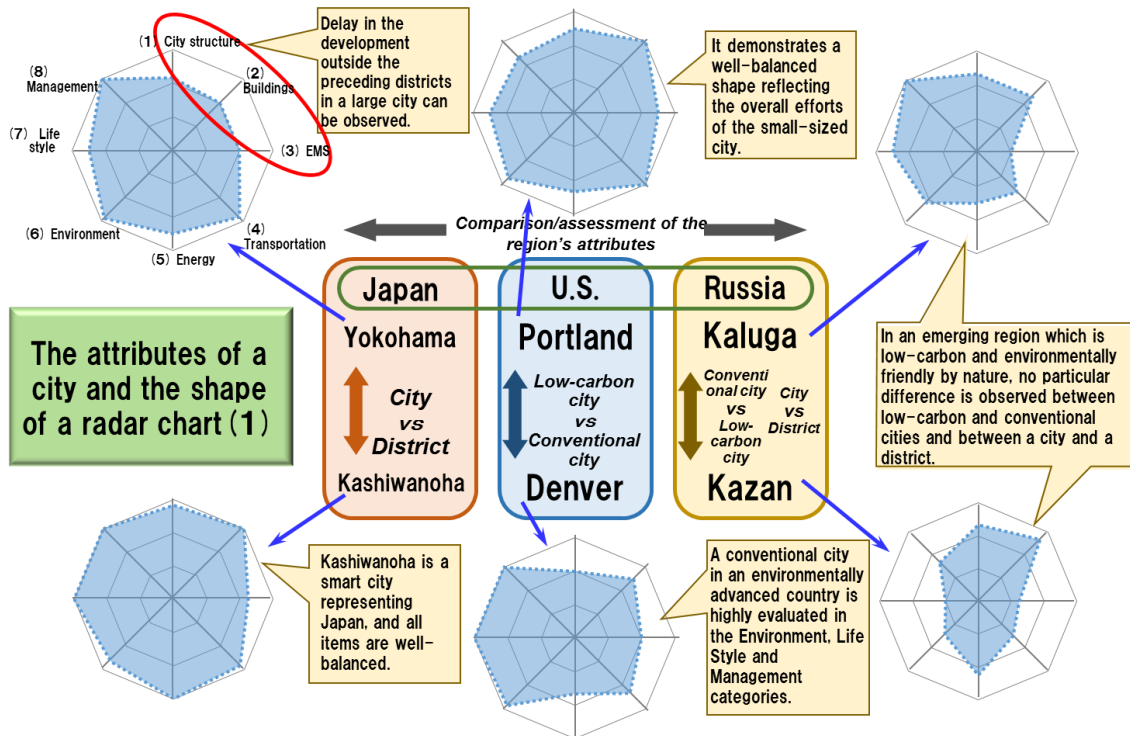 (1) City structure
(2)
Buildings
(3) EMS
(4)
Transportation
(5) Energy
(6) Environment
(7) Life
style
(8)
Management
Delay in the
development
outside the
preceding districts
in a large city can
be observed.
It demonstrates a
well-balanced
shape reflecting
the overall efforts
of the small-sized
city.
Comparison/assessment of the
region's attributes
The attributes of a
city and the shape
of a radar chart(1)
Japan
Yokohama
City
vs
District
Kashiwanoha
U.S.
Portland
Low-carbon
city
vs
Conventional
city
Denver
Russia
Kaluga
Conventi
onal city
vs
Low-
carbon
city
City
vs
District
Kazan
In an emerging region which is
low-carbon and environmentally
friendly by nature, no particular
difference is observed between
low-carbon and conventional
cities and between a city and a
district.
Kashiwanoha is a
smart city
representing
Japan, and all
items are well-
balanced.
A conventional city
in an environmentally
advanced country is
highly evaluated in
the Environment, Life
Style and
Management
categories.